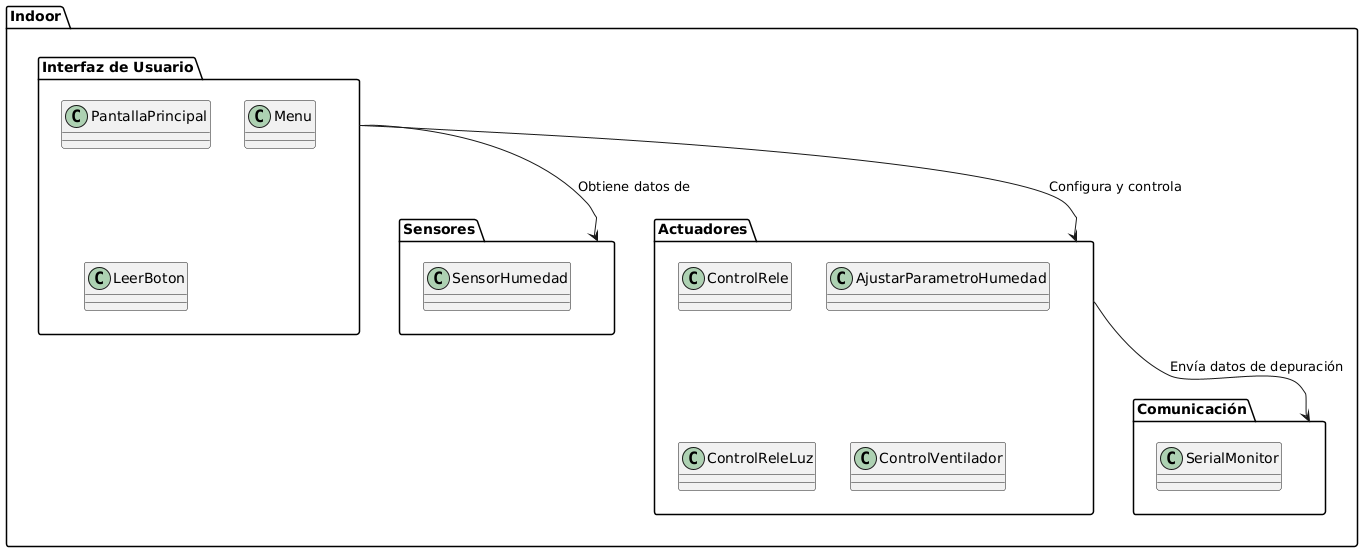 Indoor
Interfaz de Usuario
C PantallaPrincipal
C Menu
Obtiene datos de
Configura y controla
C LeerBoton
Sensores
C SensorHumedad
Actuadores
C ControlRele
C AjustarParametroHumedad
Envía datos de depuración
C ControlReleLuz
C ControlVentilador
Comunicación
C SerialMonitor